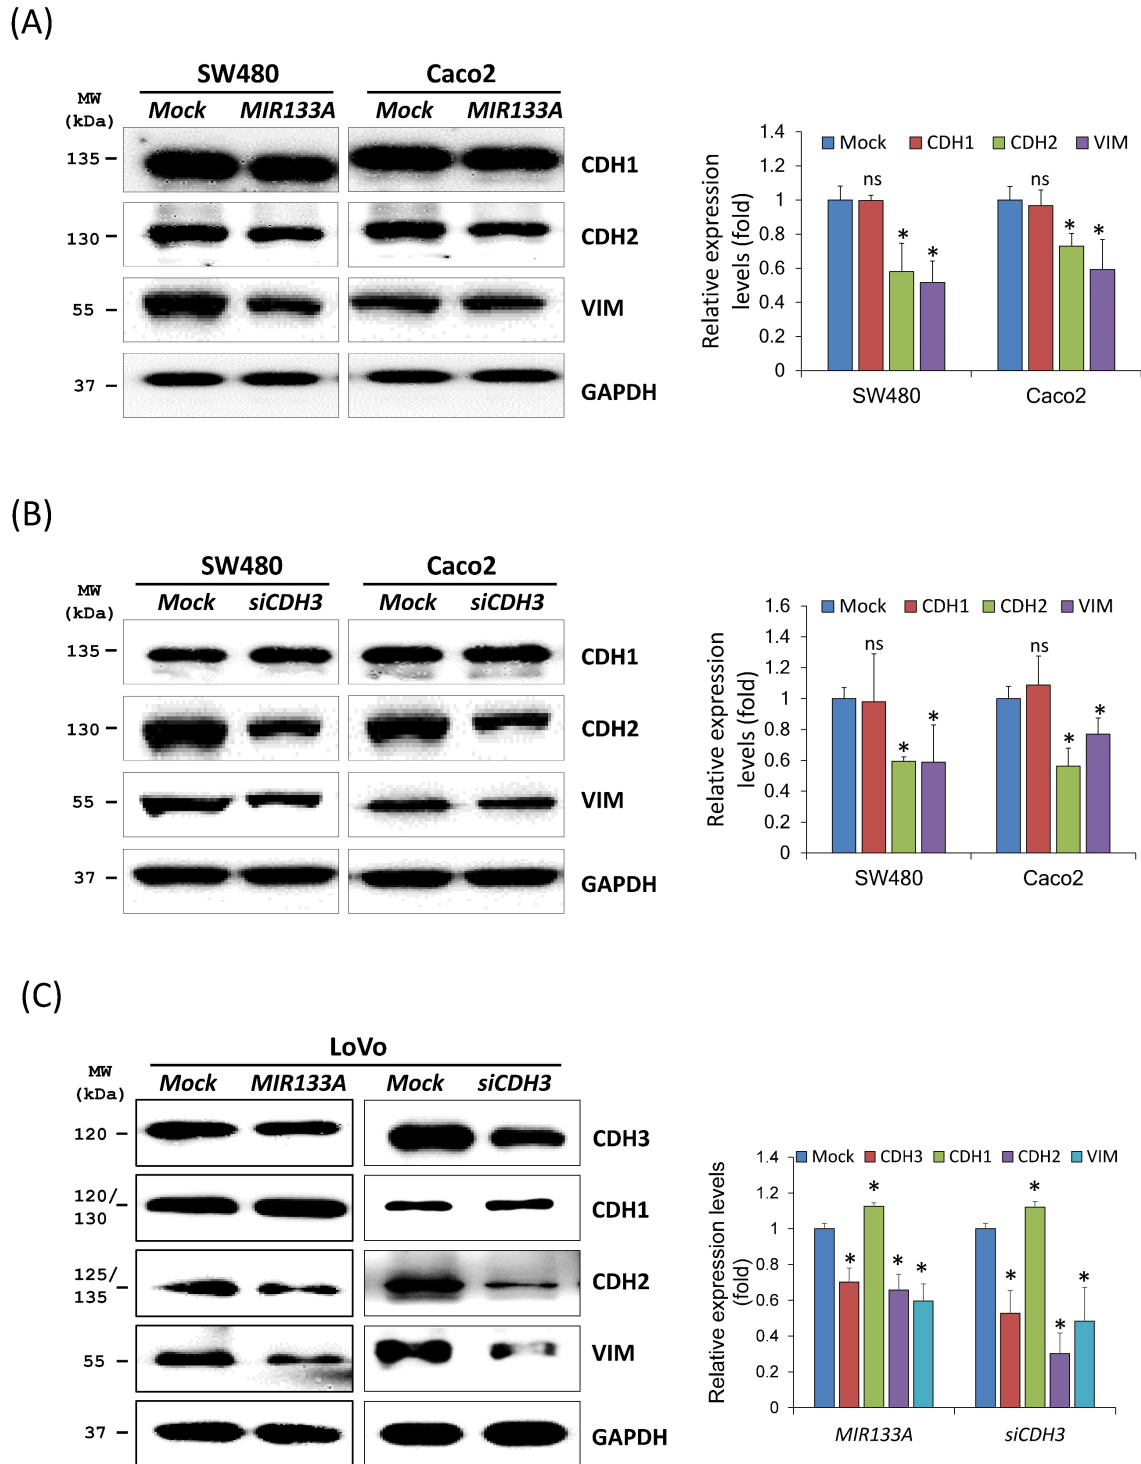 (A)
SW480 Caco2
MW
(kDa)
Mock MIR133A Mock MIR133A
135 CDH1
130 CDH2
55 VIM
37 GAPDH
Relative expression
levels (fold)
1.4
1.2
1
0.8
0.6
0.4
0.2
0
Mock CDH1 CDH2 VIM
ns * * ns * *
SW480 Caco2
(B)
SW480 Caco2
MW
(kDa)
Mock siCDH3 Mock siCDH3
135 CDH1
130 CDH2
55 VIM
37 GAPDH
Relative expression
levels (fold)
1.6
1.4
1.2
1
0.8
0.6
0.4
0.2
0
Mock CDH1 CDH2 VIM
ns * * ns * *
SW480 Caco2
(C)
LoVo
MW
(kDa)
Mock MIR133A Mock siCDH3
120 CDH3
120/
130 CDH1
125/
135 CDH2
55 VIM
37 GAPDH
Relative expression levels
(fold)
1.4
1.2
1
0.8
0.6
0.4
0.2
0
Mock CDH3 CDH1 CDH2 VIM
* * * * * * * *
MIR133A siCDH3